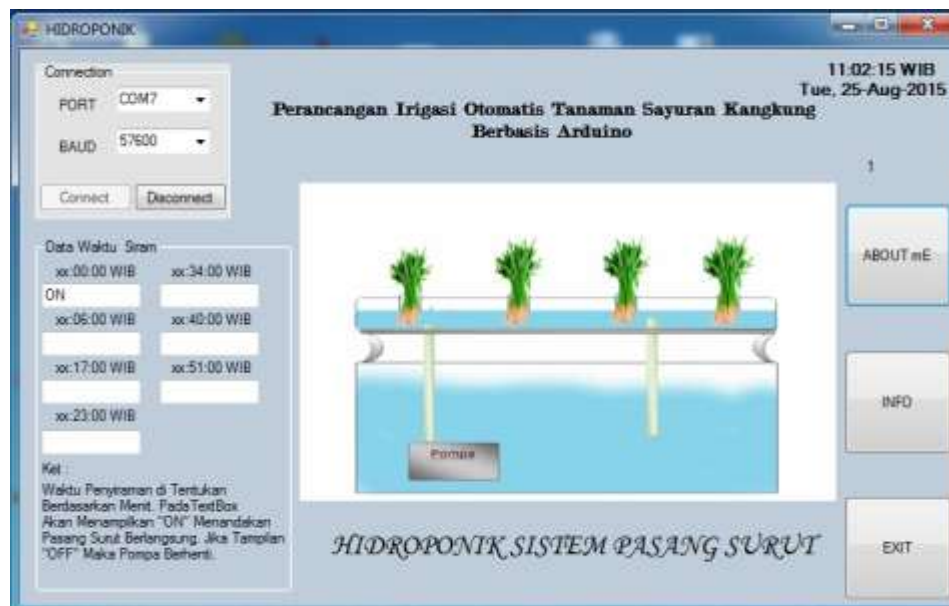 HIDROPONIK
Connection
PORT COM7
BAUD 57600
Connect Disconnect
11:02:15 WIB
Tue, 25-Aug-2015
Perancangan Irigasi Otomatis Tanaman Sayuran Kangkung
Berbasis Arduino
1
Data Waktu Siram
xx:00:00 WIB xx:34:00 WIB
ON
xx:06:00 WIB xx:40:00 WIB
xx:17:00 WIB xx:51:00 WIB
xx:23:00 WIB
Ket :
Waktu Penyiraman di Tentukan
Berdasarkan Menit. Pada TextBox
Akan Menampilkan "ON" Menandakan
Pasang Surut Berlangsung. Jika Tampilan
"OFF" Maka Pompa Berhenti.
Pompa
HIDROPONIK SISTEM PASANG SURUT
ABOUT mE
INFO
EXIT